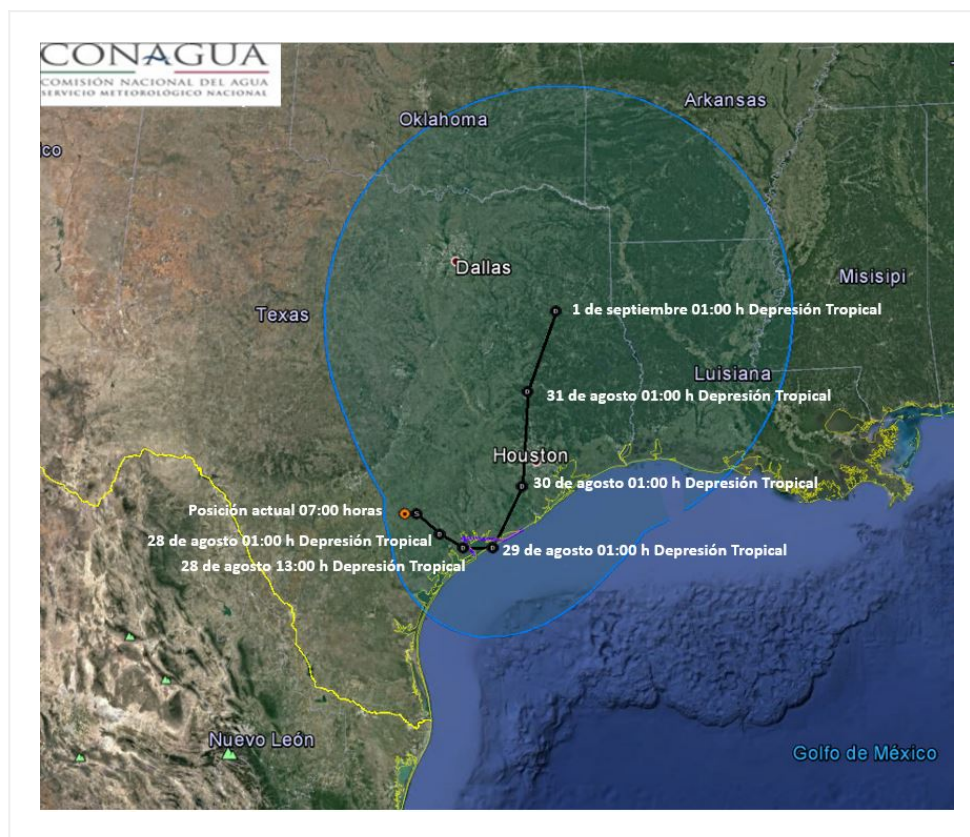 CONAGUA
COMISIÓN NACIONAL DEL AGUA
SERVICIO METEOROLÓGICO NACIONAL
Arkansas
Oklahoma
co
Dallas
Misisipi
Texas
1 de septiembre 01:00 h Depresión Tropical
Luisiana
31 de agosto 01:00 h Depresión Tropical
Houston
30 de agosto 01:00 h Depresión Tropical
Posición actual 07:00 horas
S
28 de agosto 01:00 h Depresión Tropical
29 de agosto 01:00 h Depresión Tropical
28 de agosto 13:00 h Depresión Tropical
D
D
D
D
D
D
Nuevo León
Golfo de México